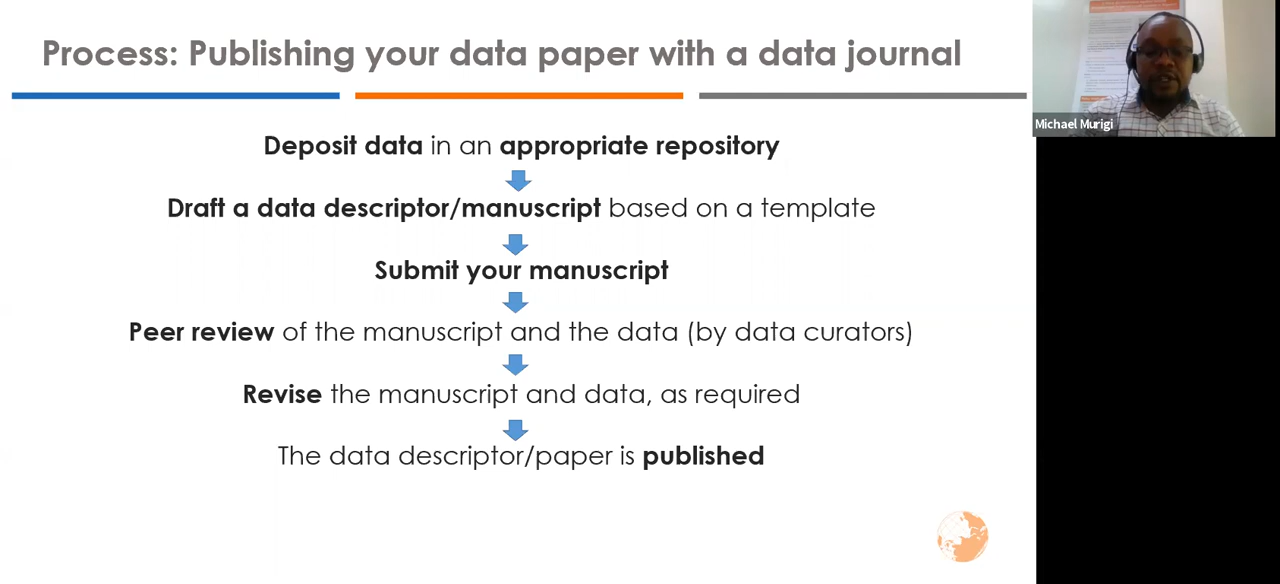 Process: Publishing your data paper with a data journal
Deposit data in an appropriate repository
Draft a data descriptor/manuscript based on a template
Submit your manuscript
Peer review of the manuscript and the data (by data curators)
Revise the manuscript and data, as required
The data descriptor/paper is published
Michael Murigi